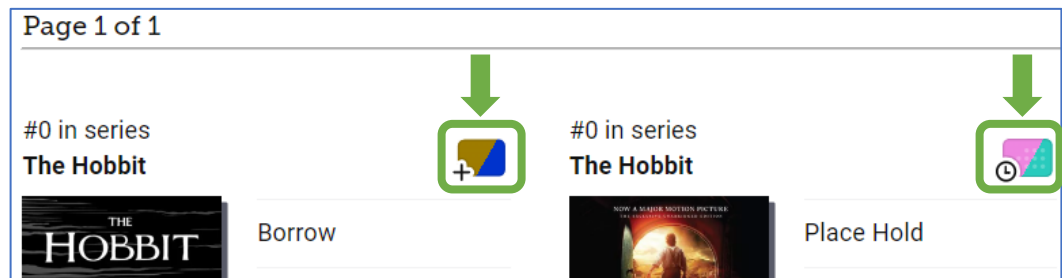 Page 1 of 1
#0 in series
The Hobbit
THE
HOBBIT
Borrow
#0 in series
The Hobbit
NOW A MAJOR MOTION PICTURE
Place Hold